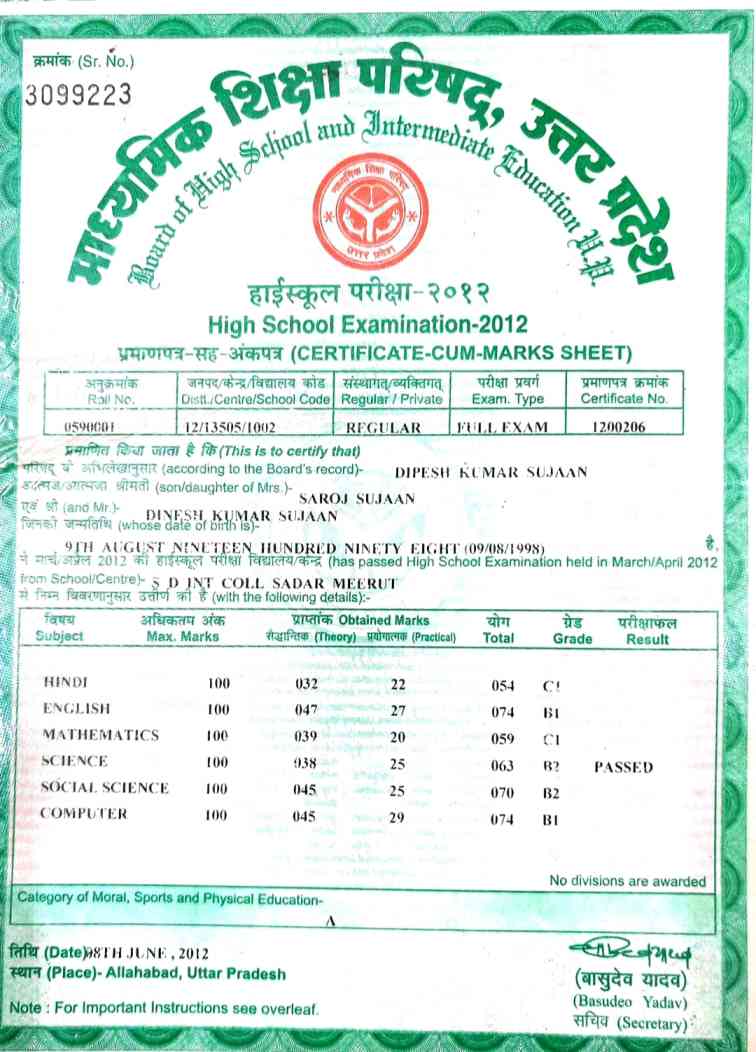 क्रमांक (Sr. No.)
3099223
माध्यमिक शिक्षा परिषद्, उत्तर प्रदेश
Board of High School and Intermediate Education U.P.
माध्यमिक शिक्षा परिषद
उत्तर प्रदेश
हाईस्कूल परीक्षा-२०१२
High School Examination-2012
प्रमाणपत्र-सह-अंकपत्र (CERTIFICATE-CUM-MARKS SHEET)
अनुक्रमांक जनपद/केन्द्र/विद्यालय कोड संस्थागत/व्यक्तिगत परीक्षा प्रवर्ग प्रमाणपत्र क्रमांक
Roll No. Distt./Centre/School Code Regular / Private Exam. Type Certificate No.
0590001 12/13505/1002 REGULAR FULL EXAM 1200206
प्रमाणित किया जाता है कि (This is to certify that)
परिषद् के अभिलेखानुसार (according to the Board's record)- DIPESH KUMAR SUJAAN
आत्मज/आत्मजा श्रीमती (son/daughter of Mrs.)- SAROJ SUJAAN
एवं श्री (and Mr.)- DINESH KUMAR SUJAAN
जिनकी जन्मतिथि (whose date of birth is)-
9TH AUGUST NINETEEN HUNDRED NINETY EIGHT (09/08/1998) है,
ने मार्च/अप्रैल 2012 की हाईस्कूल परीक्षा विद्यालय/केन्द्र (has passed High School Examination held in March/April 2012
from School/Centre)- S D INT COLL SADAR MEERUT
से निम्न विवरणानुसार उत्तीर्ण की है (with the following details):-
विषय अधिकतम अंक प्राप्तांक Obtained Marks योग ग्रेड परीक्षाफल
Subject Max. Marks सैद्धान्तिक (Theory) प्रयोगात्मक (Practical) Total Grade Result
HINDI 100 032 22 054 C1
ENGLISH 100 047 27 074 B1
MATHEMATICS 100 039 20 059 C1
SCIENCE 100 038 25 063 B2 PASSED
SOCIAL SCIENCE 100 045 25 070 B2
COMPUTER 100 045 29 074 B1
No divisions are awarded
Category of Moral, Sports and Physical Education-
A
तिथि (Date) 08TH JUNE, 2012
स्थान (Place)- Allahabad, Uttar Pradesh
(बासुदेव यादव)
(Basudeo Yadav)
सचिव (Secretary)
Note : For Important Instructions see overleaf.